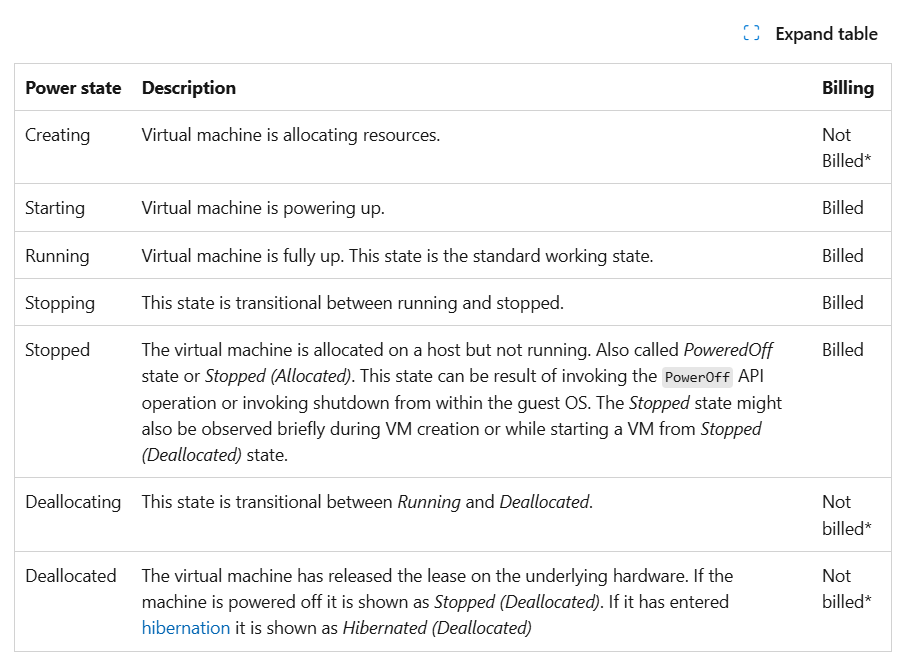 Expand table
Power state Description Billing
Creating Virtual machine is allocating resources. Not
Billed*
Starting Virtual machine is powering up. Billed
Running Virtual machine is fully up. This state is the standard working state. Billed
Stopping This state is transitional between running and stopped. Billed
Stopped The virtual machine is allocated on a host but not running. Also called PoweredOff Billed
state or Stopped (Allocated). This state can be result of invoking the PowerOff API
operation or invoking shutdown from within the guest OS. The Stopped state might
also be observed briefly during VM creation or while starting a VM from Stopped
(Deallocated) state.
Deallocating This state is transitional between Running and Deallocated. Not
billed*
Deallocated The virtual machine has released the lease on the underlying hardware. If the Not
machine is powered off it is shown as Stopped (Deallocated). If it has entered billed*
hibernation it is shown as Hibernated (Deallocated)